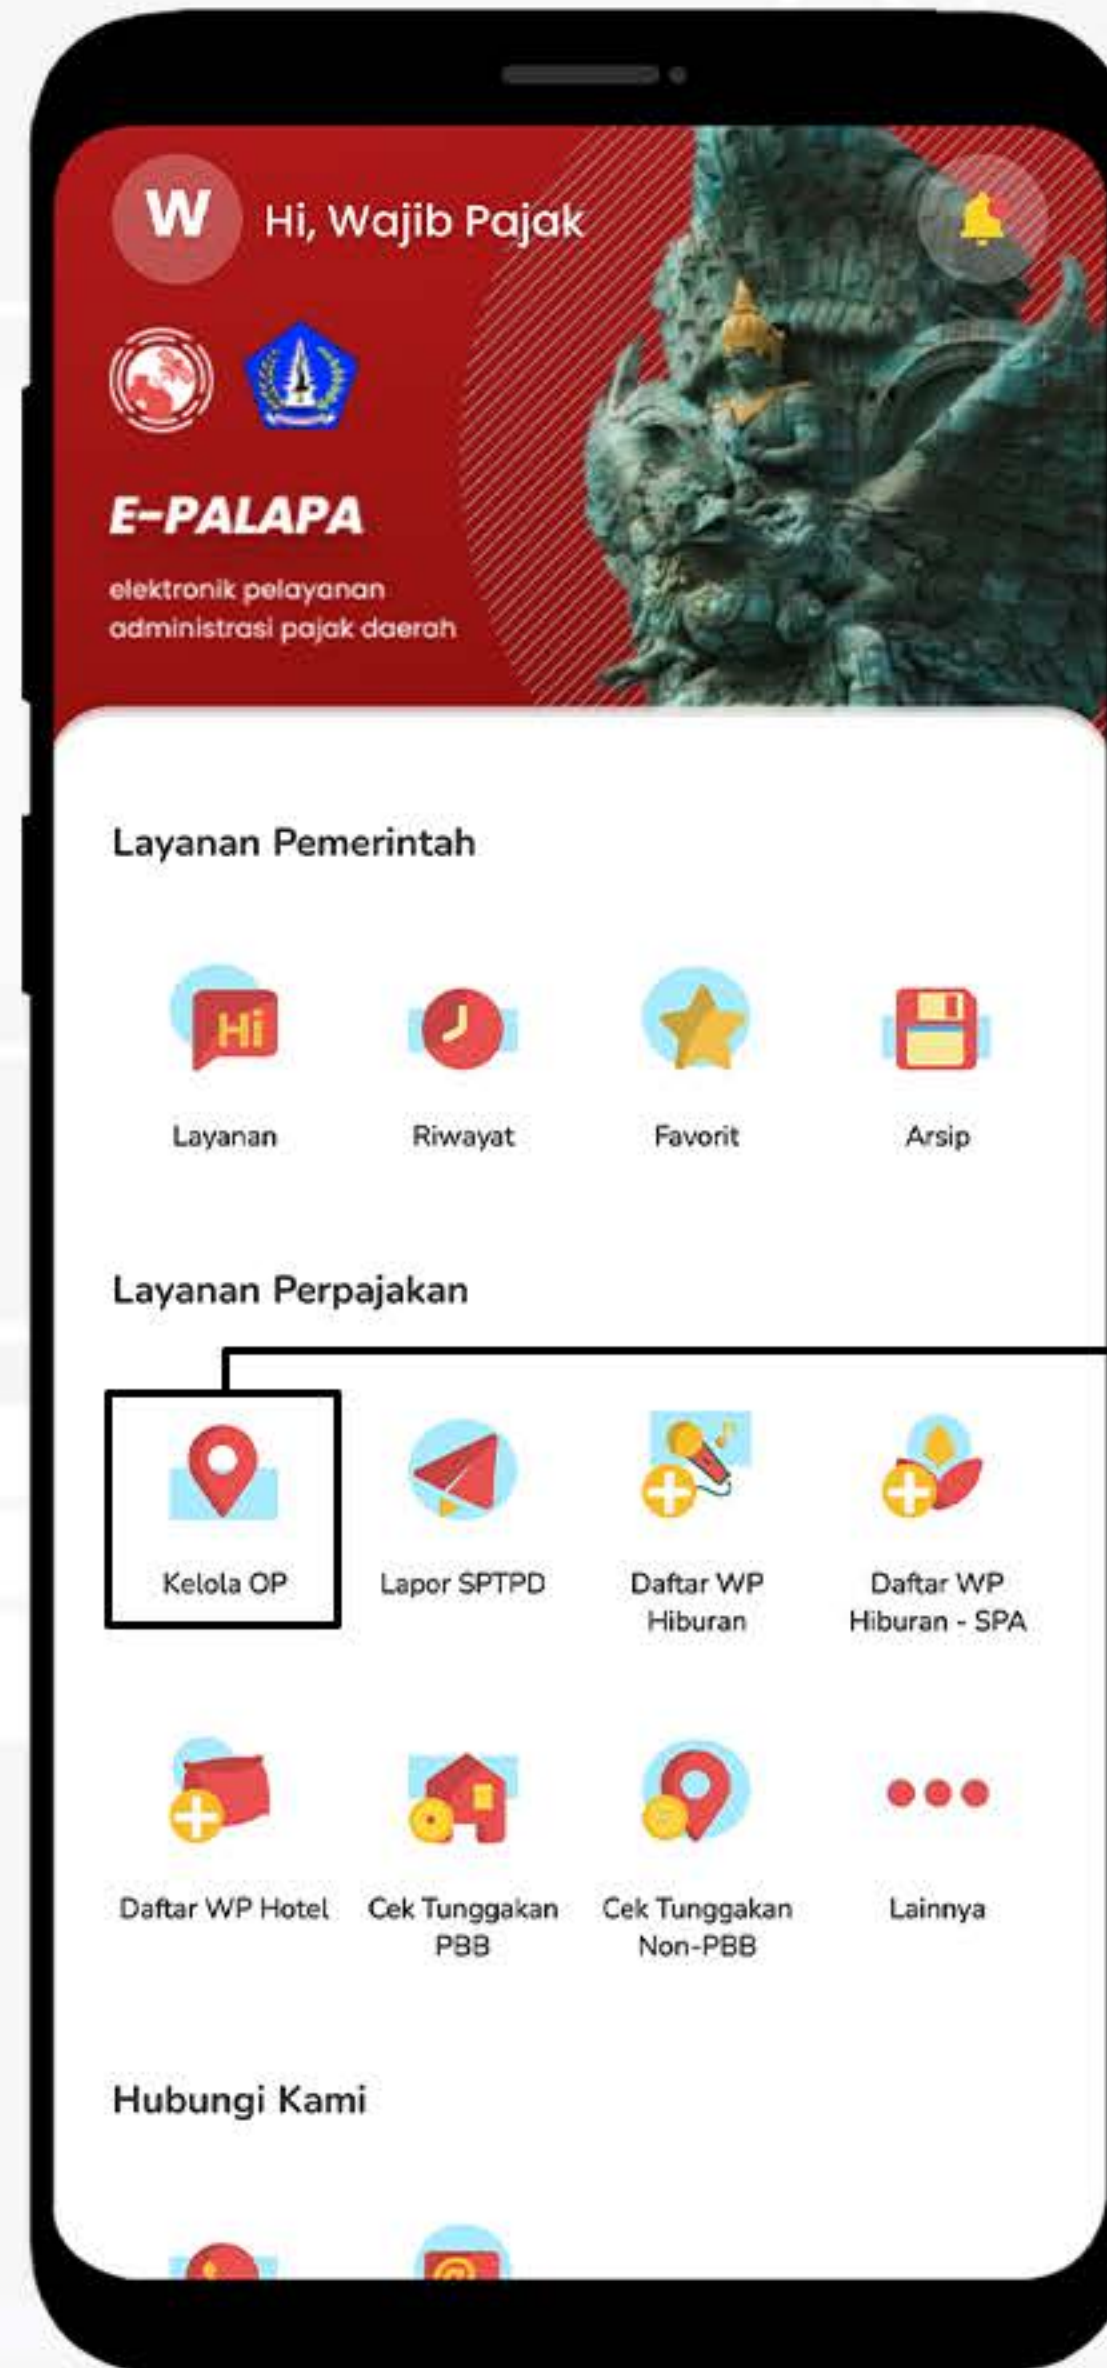 W
Hi, Wajib Pajak
E-PALAPA
elektronik pelayanan
administrasi pajak daerah
Layanan Pemerintah
Hi
Layanan
Riwayat
Favorit
Arsip
Layanan Perpajakan
Kelola OP
Lapor SPTPD
Daftar WP
Hiburan
Daftar WP
Hiburan - SPA
Daftar WP Hotel
Cek Tunggakan
PBB
Cek Tunggakan
Non-PBB
Lainnya
Hubungi Kami
@